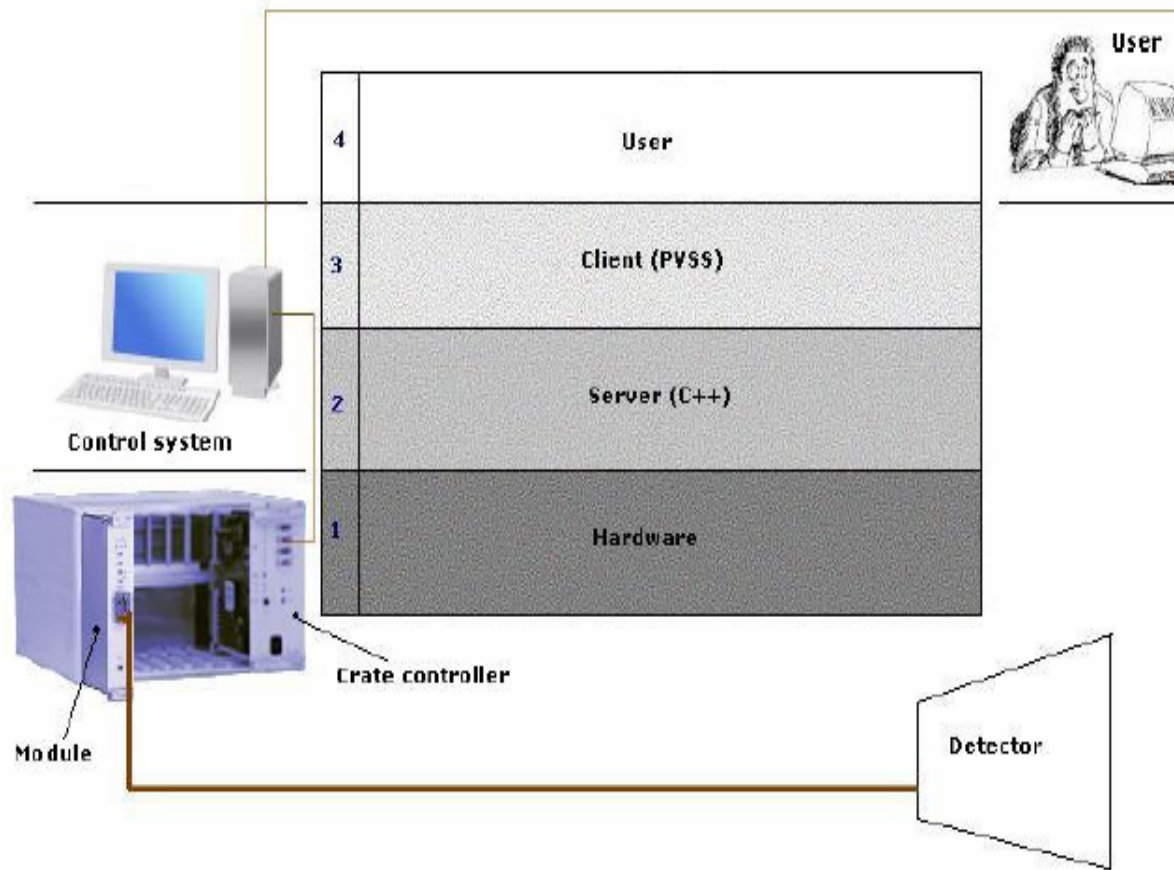 User
4
User
3
Client (PVSS)
2
Server (C++)
Control system
1
Hardware
Crate controller
Module
Detector